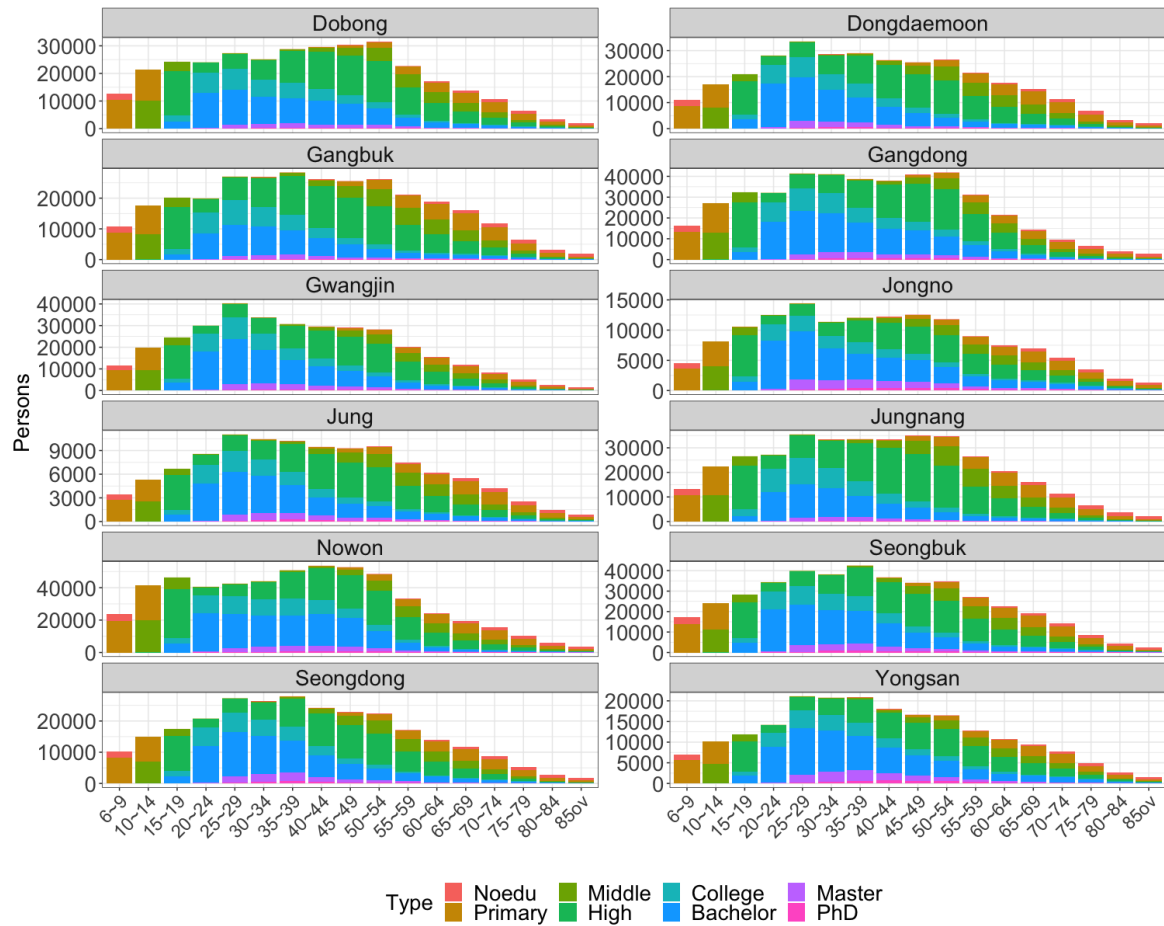 Dobong
Dongdaemoon
30000
20000
10000
0
30000
20000
10000
0
Gangbuk
Gangdong
20000
10000
0
40000
30000
20000
10000
0
Gwangjin
Jongno
40000
30000
20000
10000
0
15000
10000
5000
0
Persons
Jung
Jungnang
9000
6000
3000
0
30000
20000
10000
0
Nowon
Seongbuk
40000
20000
0
40000
30000
20000
10000
0
Seongdong
Yongsan
20000
10000
0
20000
15000
10000
5000
0
6~9 10~14 15~19 20~24 25~29 30~34 35~39 40~44 45~49 50~54 55~59 60~64 65~69 70~74 75~79 80~84 85ov
6~9 10~14 15~19 20~24 25~29 30~34 35~39 40~44 45~49 50~54 55~59 60~64 65~69 70~74 75~79 80~84 85ov
Type
Noedu Middle College Master
Primary High Bachelor PhD